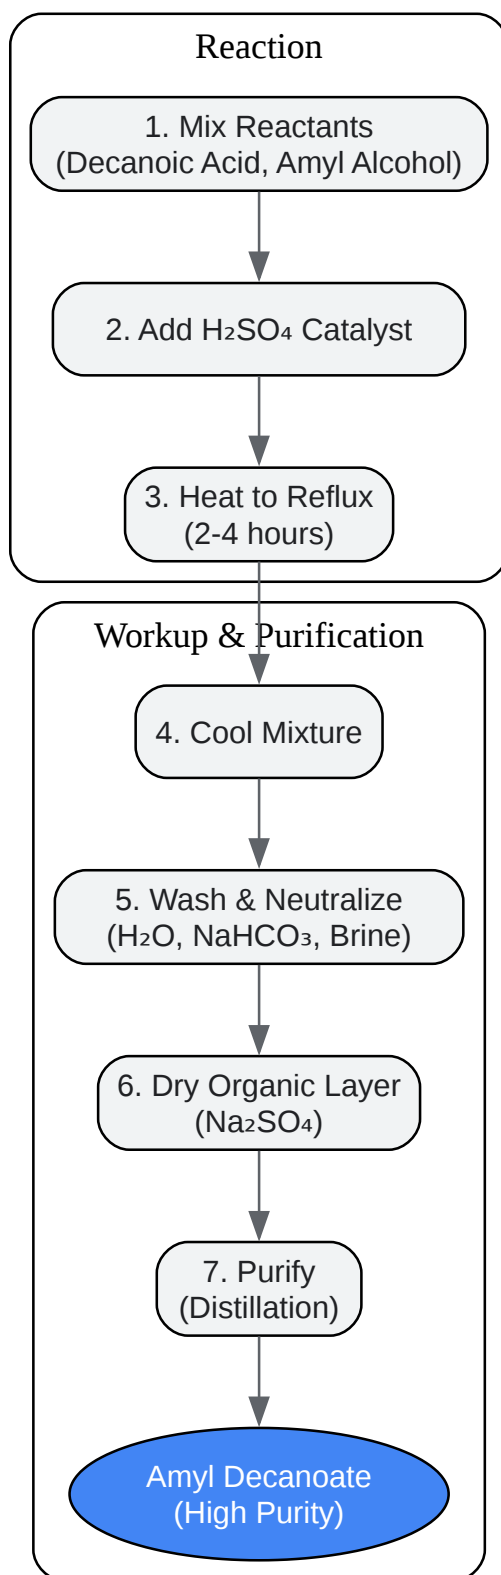 Reaction
1. Mix Reactants
(Decanoic Acid, Amyl Alcohol)
2. Add H₂SO₄ Catalyst
3. Heat to Reflux
(2-4 hours)
Workup & Purification
4. Cool Mixture
5. Wash & Neutralize
(H₂O, NaHCO₃, Brine)
6. Dry Organic Layer
(Na₂SO₄)
7. Purify
(Distillation)
Amyl Decanoate
(High Purity)